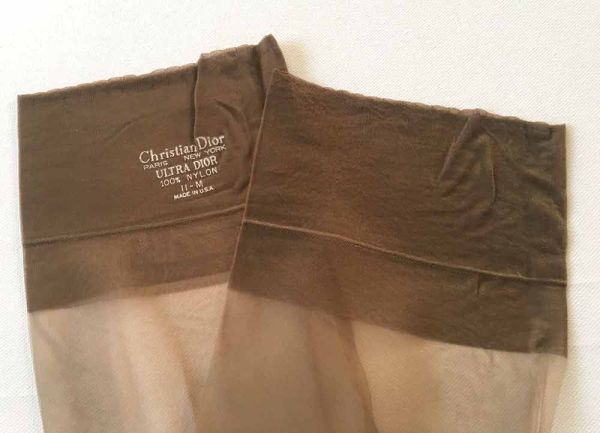 Christian Dior
PARIS NEW YORK
ULTRA DIOR
100% NYLON
11-M
MADE IN U.S.A